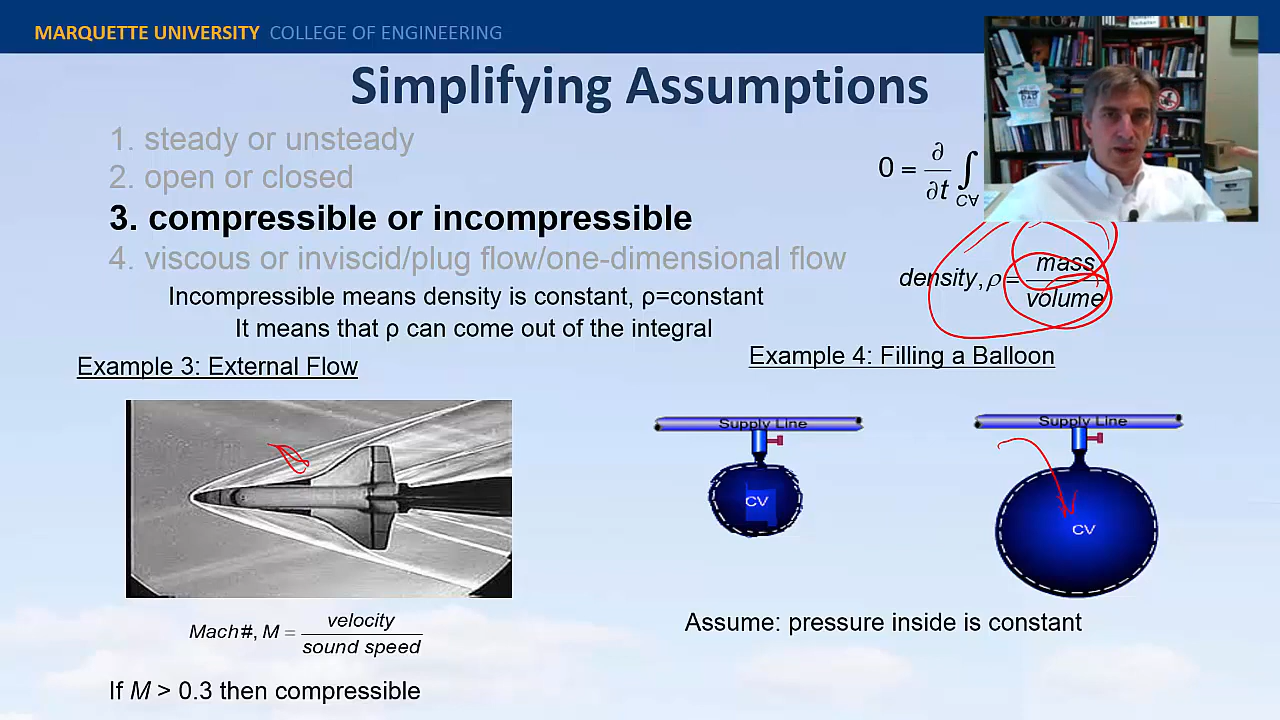 MARQUETTE UNIVERSITY COLLEGE OF ENGINEERING
Simplifying Assumptions
1. steady or unsteady
2. open or closed
3. compressible or incompressible
4. viscous or inviscid/plug flow/one-dimensional flow
0 = ∂/∂t ∫ C∀
density, ρ = mass / volume
Incompressible means density is constant, ρ=constant
It means that ρ can come out of the integral
Example 3: External Flow
Example 4: Filling a Balloon
Supply Line
CV
Supply Line
CV
Mach#, M = velocity / sound speed
Assume: pressure inside is constant
If M > 0.3 then compressible